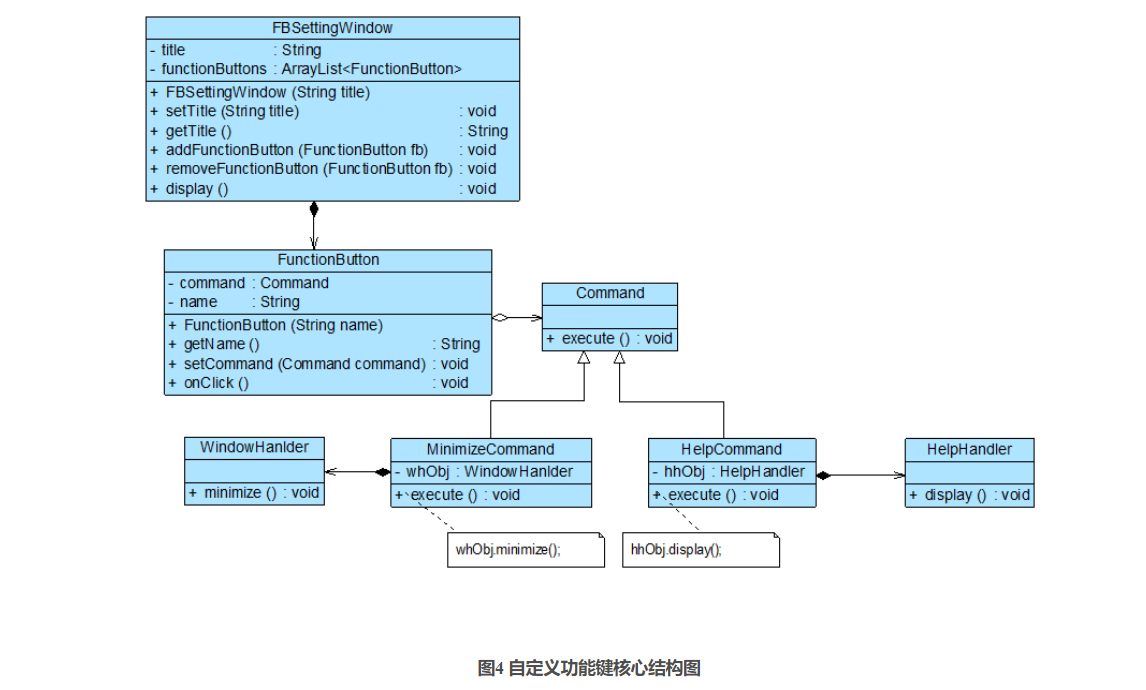 FBSettingWindow
- title : String
- functionButtons : ArrayList<FunctionButton>
+ FBSettingWindow (String title)
+ setTitle (String title) : void
+ getTitle () : String
+ addFunctionButton (FunctionButton fb) : void
+ removeFunctionButton (FunctionButton fb) : void
+ display () : void
FunctionButton
- command : Command
- name : String
+ FunctionButton (String name)
+ getName () : String
+ setCommand (Command command) : void
+ onClick () : void
Command
+ execute () : void
WindowHanlder
+ minimize () : void
MinimizeCommand
- whObj : WindowHanlder
+ execute () : void
HelpCommand
- hhObj : HelpHandler
+ execute () : void
HelpHandler
+ display () : void
whObj.minimize();
hhObj.display();
图4 自定义功能键核心结构图